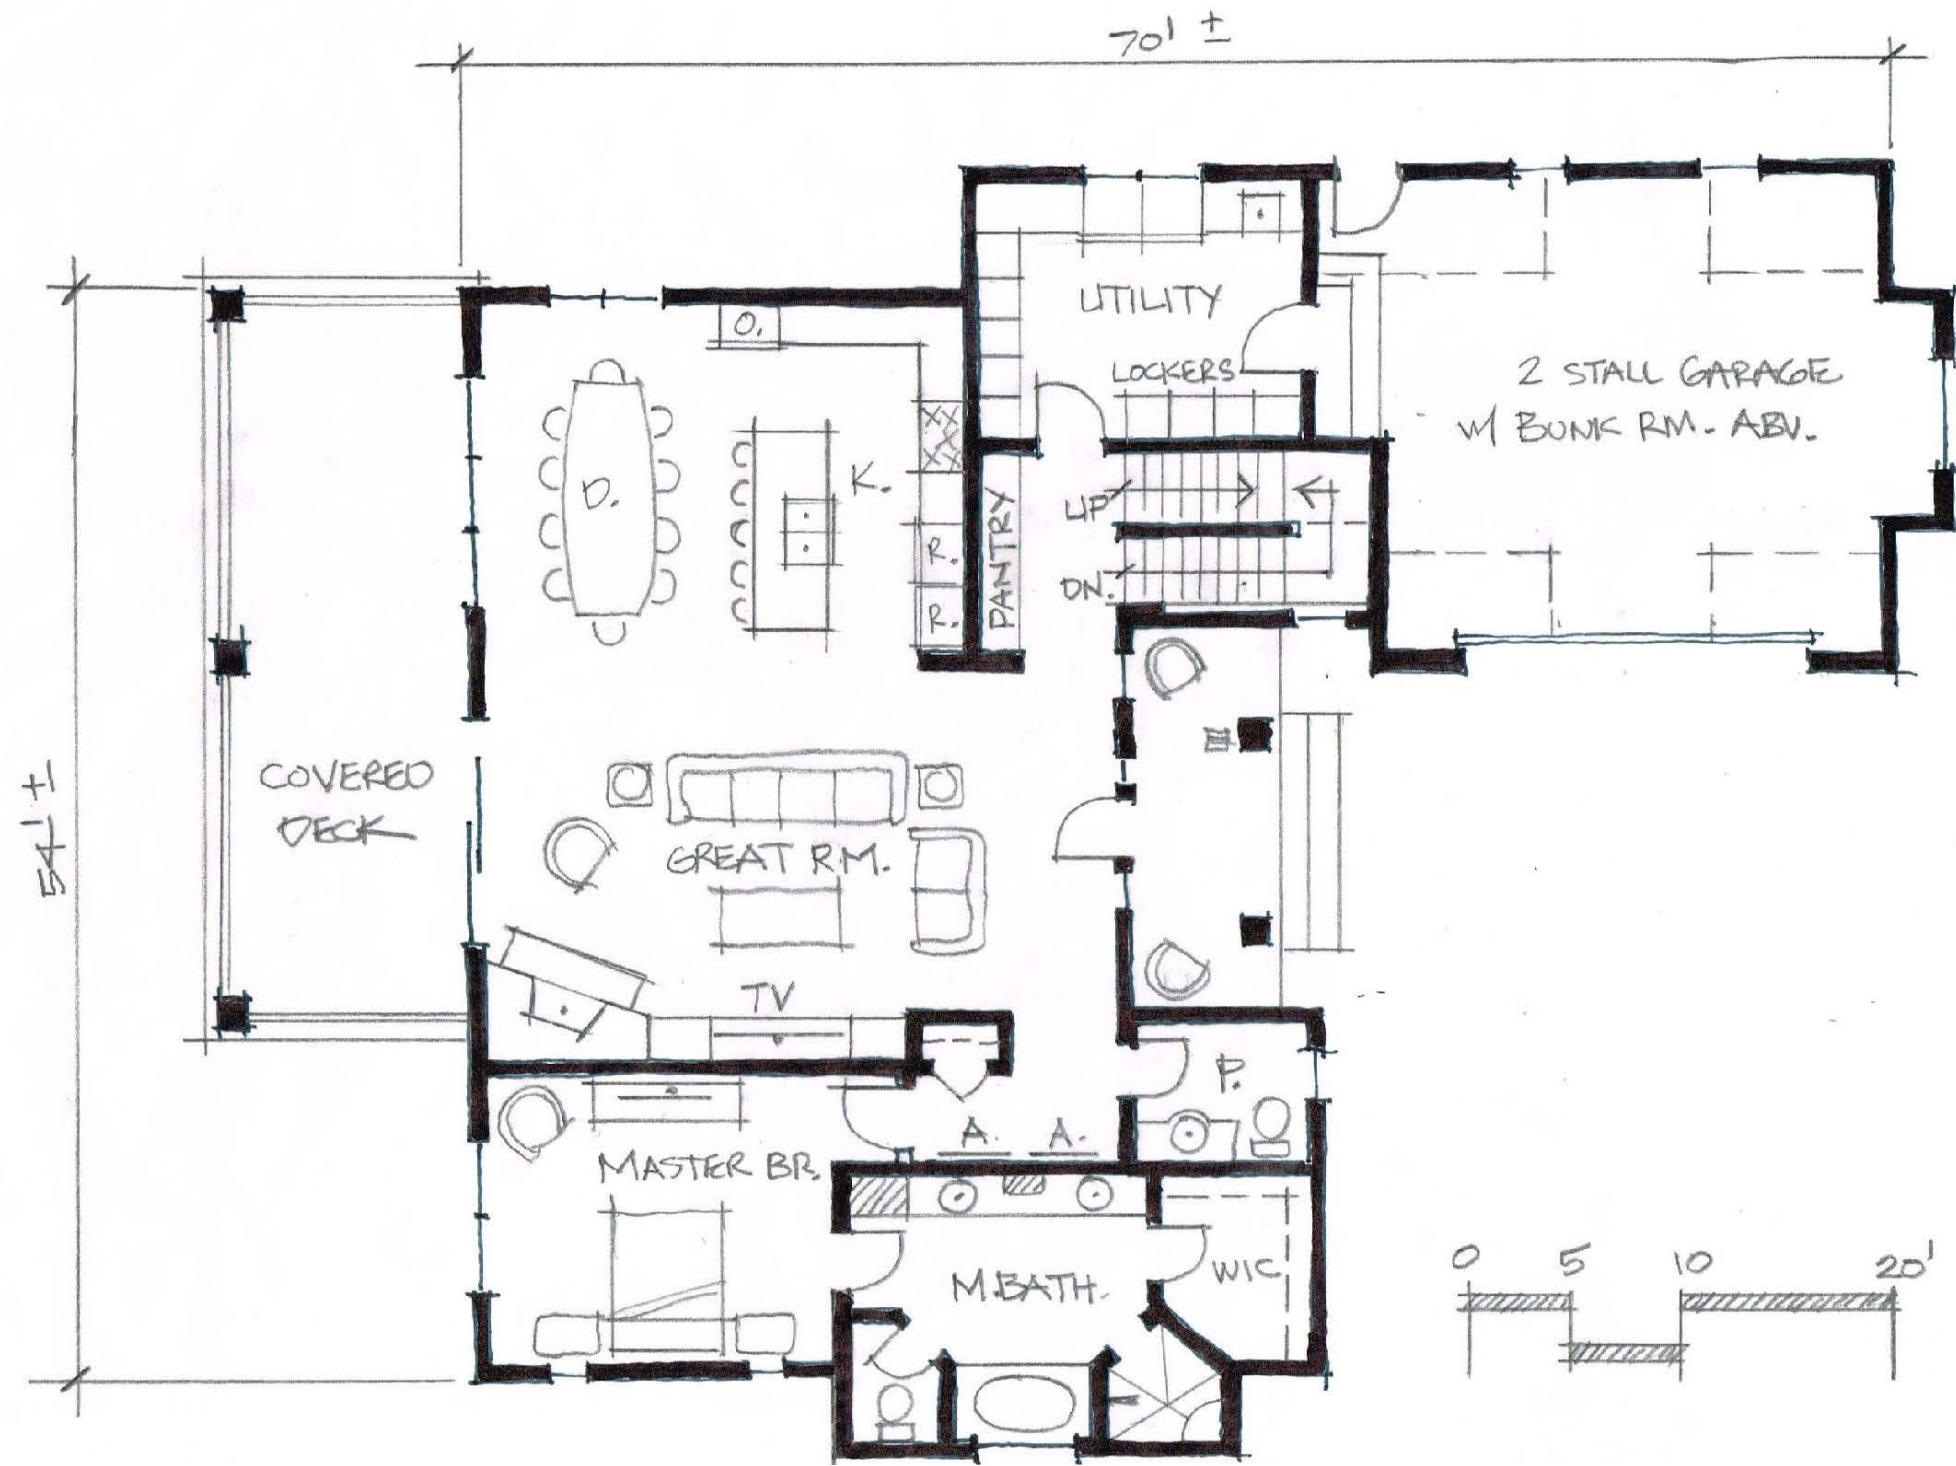 70' ±
UTILITY
LOCKERS
2 STALL GARAGE
W/ BUNK RM. ABV.
O.
D.
K.
R.
R.
PANTRY
UP
DN.
54' ±
COVERED
DECK
GREAT RM.
TV
P.
A. A.
MASTER BR.
M.BATH.
WIC
0 5 10 20'